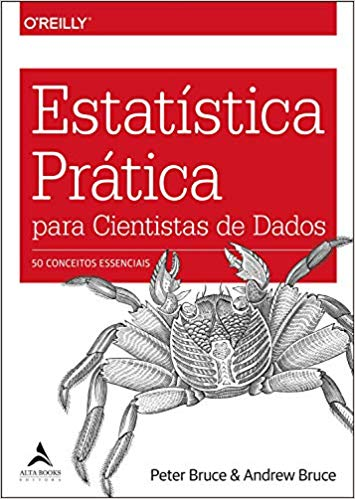 O'REILLY®
Estatística
Prática
para Cientistas de Dados
50 CONCEITOS ESSENCIAIS
Peter Bruce & Andrew Bruce
ALTA BOOKS
EDITORA